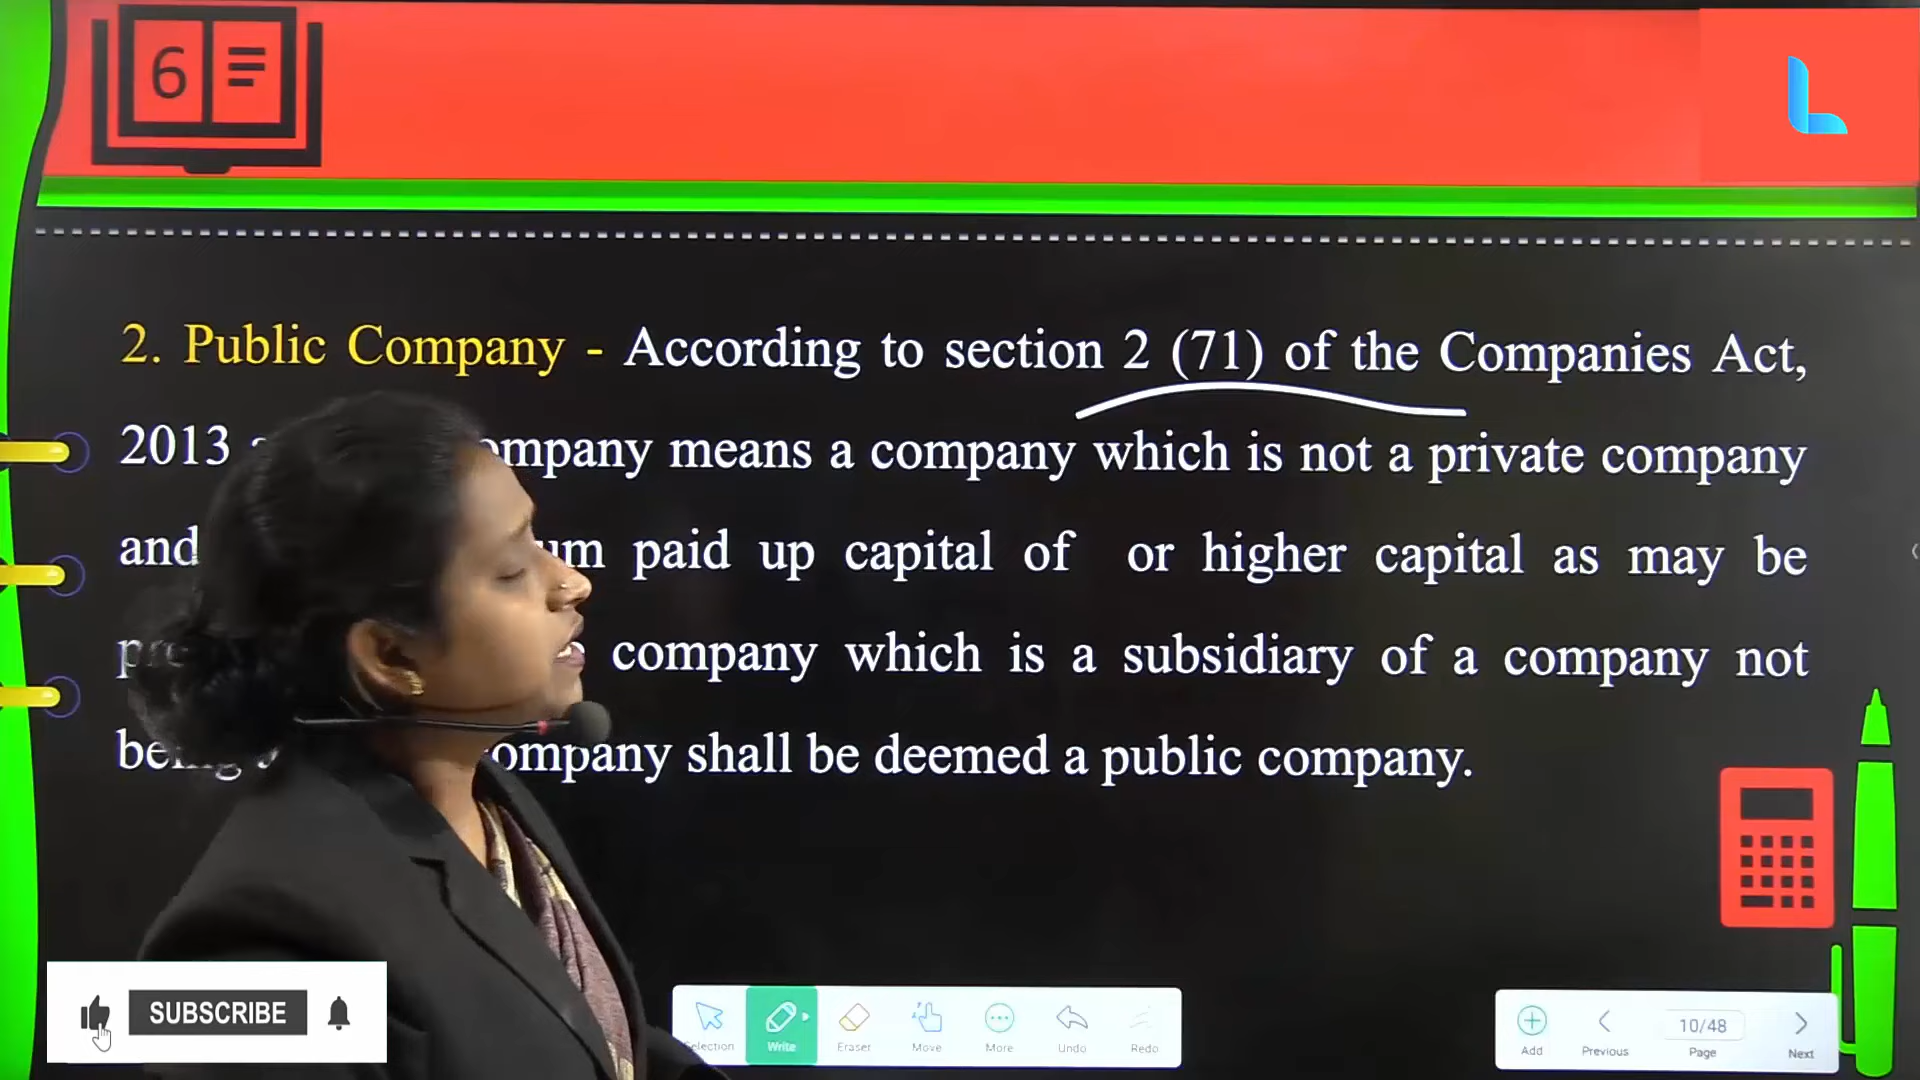 6
2. Public Company - According to section 2 (71) of the Companies Act,
2013 means a company which is not a private company
and paid up capital of or higher capital as may be
company which is a subsidiary of a company not
shall be deemed a public company.
SUBSCRIBE
Selection Write Eraser Move More Undo Redo
Add Previous 10/48 Page Next